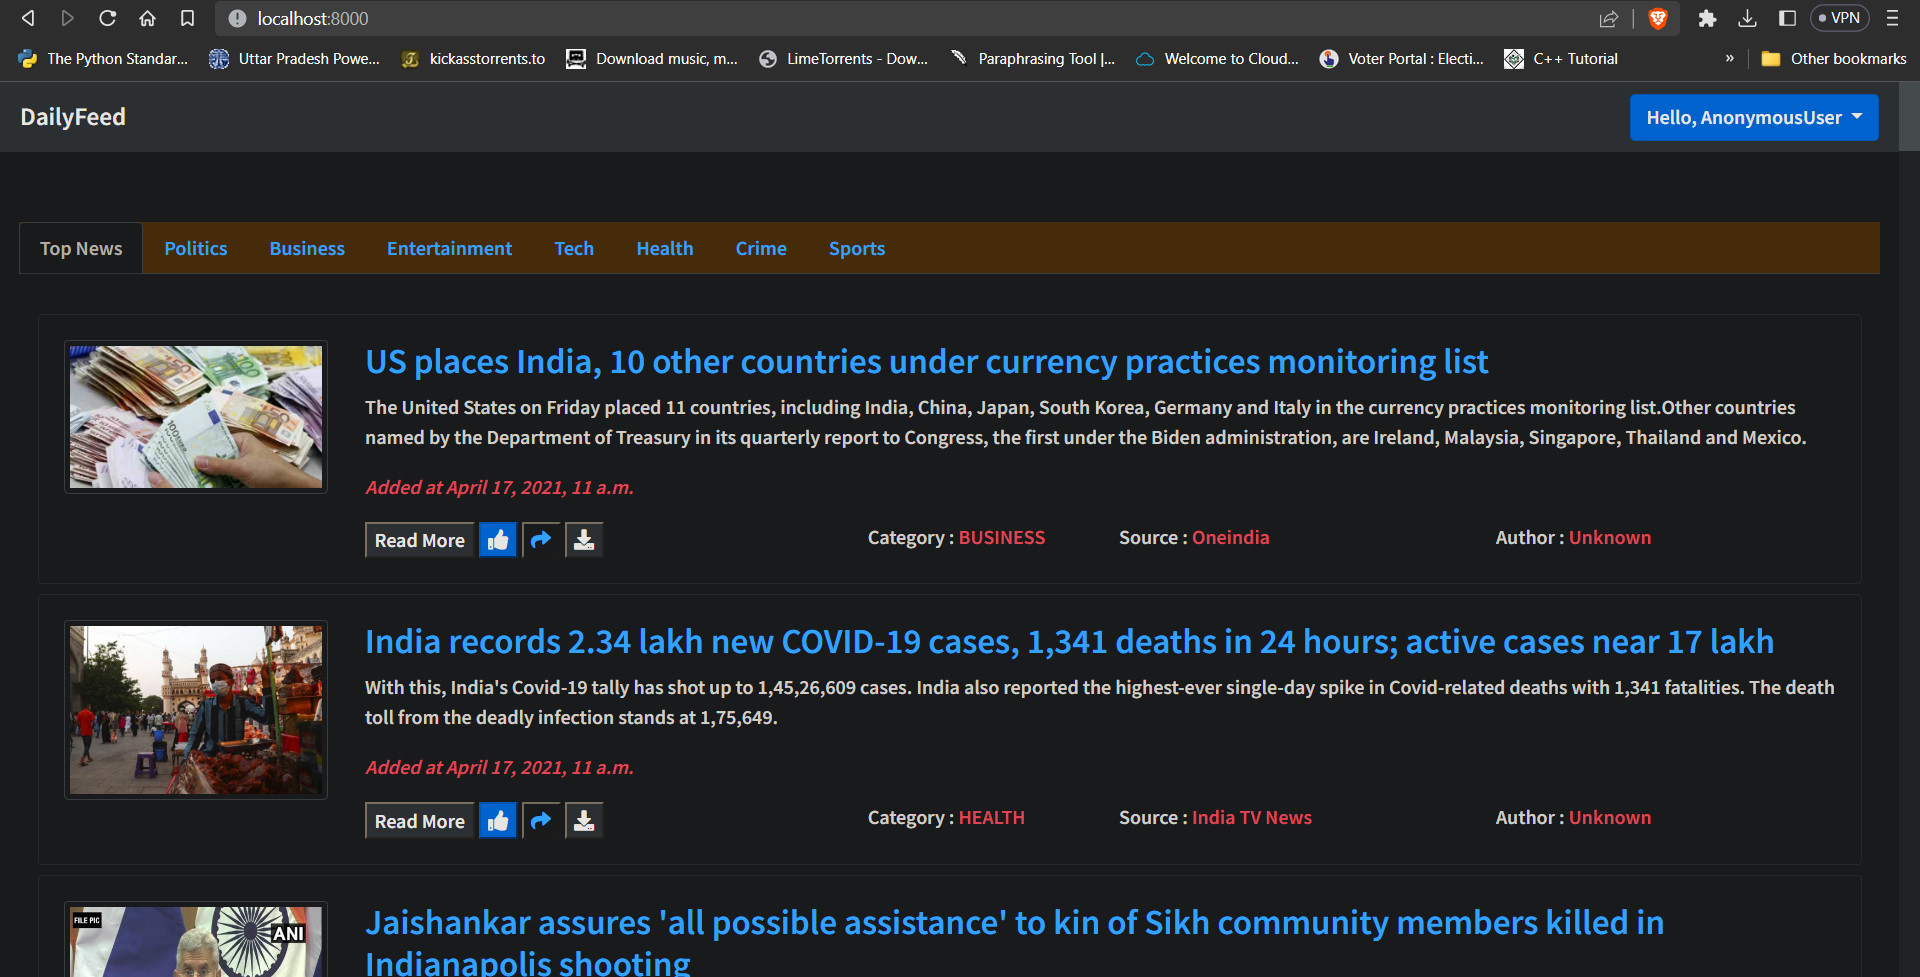 localhost:8000
VPN
The Python Standar...
Uttar Pradesh Powe...
kickasstorrents.to
Download music, m...
LimeTorrents - Dow...
Paraphrasing Tool |...
Welcome to Cloud...
Voter Portal : Electi...
C++ Tutorial
»
Other bookmarks
DailyFeed
Hello, AnonymousUser
Top News
Politics
Business
Entertainment
Tech
Health
Crime
Sports
US places India, 10 other countries under currency practices monitoring list
The United States on Friday placed 11 countries, including India, China, Japan, South Korea, Germany and Italy in the currency practices monitoring list.Other countries
named by the Department of Treasury in its quarterly report to Congress, the first under the Biden administration, are Ireland, Malaysia, Singapore, Thailand and Mexico.
Added at April 17, 2021, 11 a.m.
Read More
Category : BUSINESS
Source : Oneindia
Author : Unknown
India records 2.34 lakh new COVID-19 cases, 1,341 deaths in 24 hours; active cases near 17 lakh
With this, India's Covid-19 tally has shot up to 1,45,26,609 cases. India also reported the highest-ever single-day spike in Covid-related deaths with 1,341 fatalities. The death
toll from the deadly infection stands at 1,75,649.
Added at April 17, 2021, 11 a.m.
Read More
Category : HEALTH
Source : India TV News
Author : Unknown
FILE PIC
ANI
Jaishankar assures 'all possible assistance' to kin of Sikh community members killed in
Indianapolis shooting